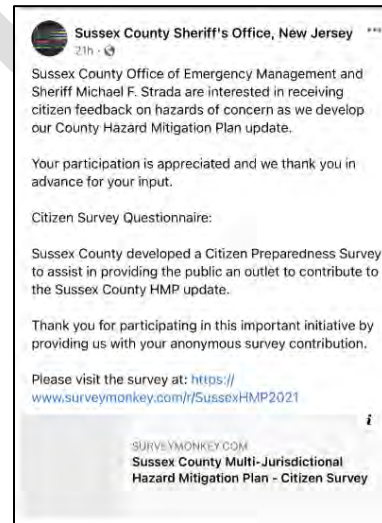 Sussex County Sheriff's Office, New Jersey ...
21h ·
Sussex County Office of Emergency Management and
Sheriff Michael F. Strada are interested in receiving
citizen feedback on hazards of concern as we develop
our County Hazard Mitigation Plan update.
Your participation is appreciated and we thank you in
advance for your input.
Citizen Survey Questionnaire:
Sussex County developed a Citizen Preparedness Survey
to assist in providing the public an outlet to contribute to
the Sussex County HMP update.
Thank you for participating in this important initiative by
providing us with your anonymous survey contribution.
Please visit the survey at: https://
www.surveymonkey.com/r/SussexHMP2021
i
SURVEYMONKEY.COM
Sussex County Multi-Jurisdictional
Hazard Mitigation Plan - Citizen Survey